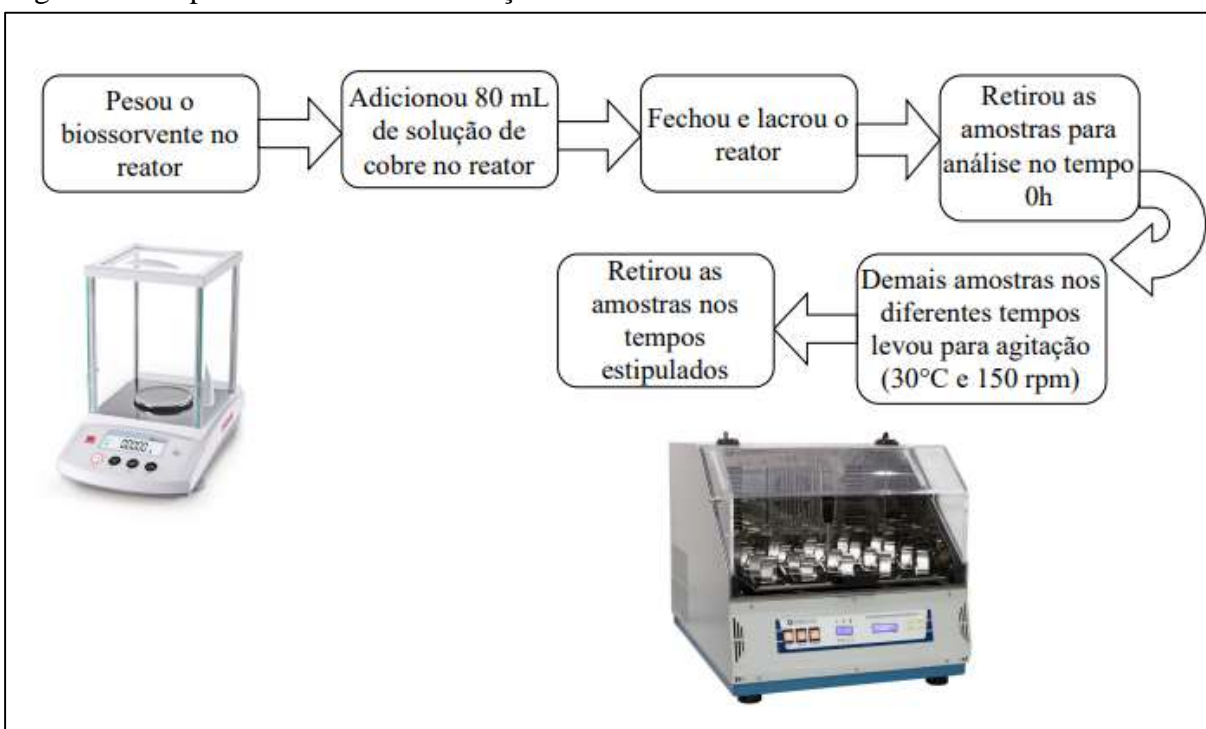 Pesou o
biossorvente no
reator
Adicionou 80 mL
de solução de
cobre no reator
Fechou e lacrou o
reator
Retirou as
amostras para
análise no tempo
0h
Demais amostras nos
diferentes tempos
levou para agitação
(30°C e 150 rpm)
Retirou as
amostras nos
tempos
estipulados